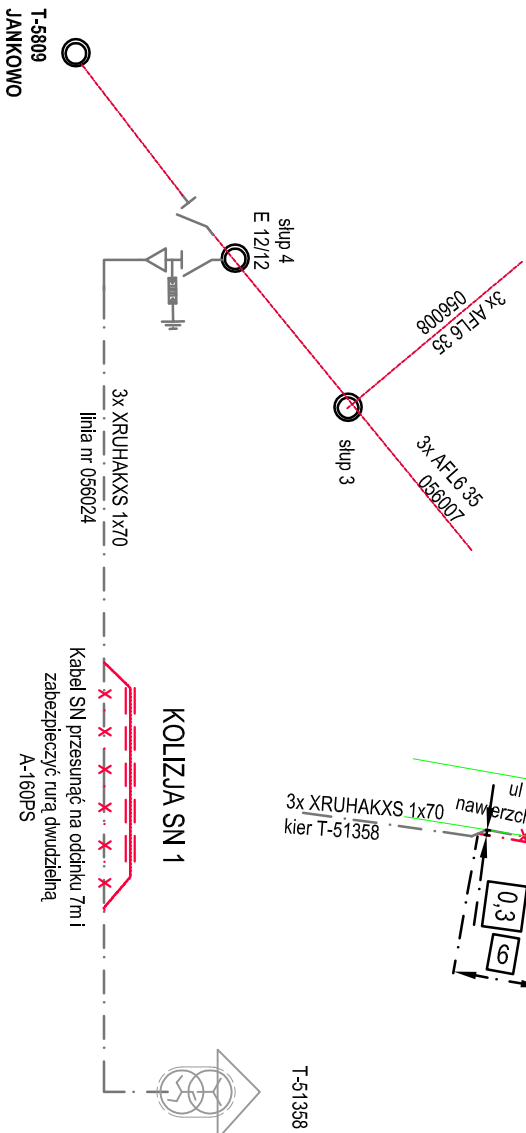 T-5809
JANKOWO
słup 4
E 12/12
3x AFL6 35
056008
słup 3
3x AFL6 35
056007
3x XRUHAKXS 1x70
linia nr 056024
KOLIZJA SN 1
Kabel SN przesunąć na odcinku 7m i
zabezpieczyć rurą dwudzielną
A-160PS
T-51358
ul
nawierzch
3x XRUHAKXS 1x70
kier T-51358
0,3
6